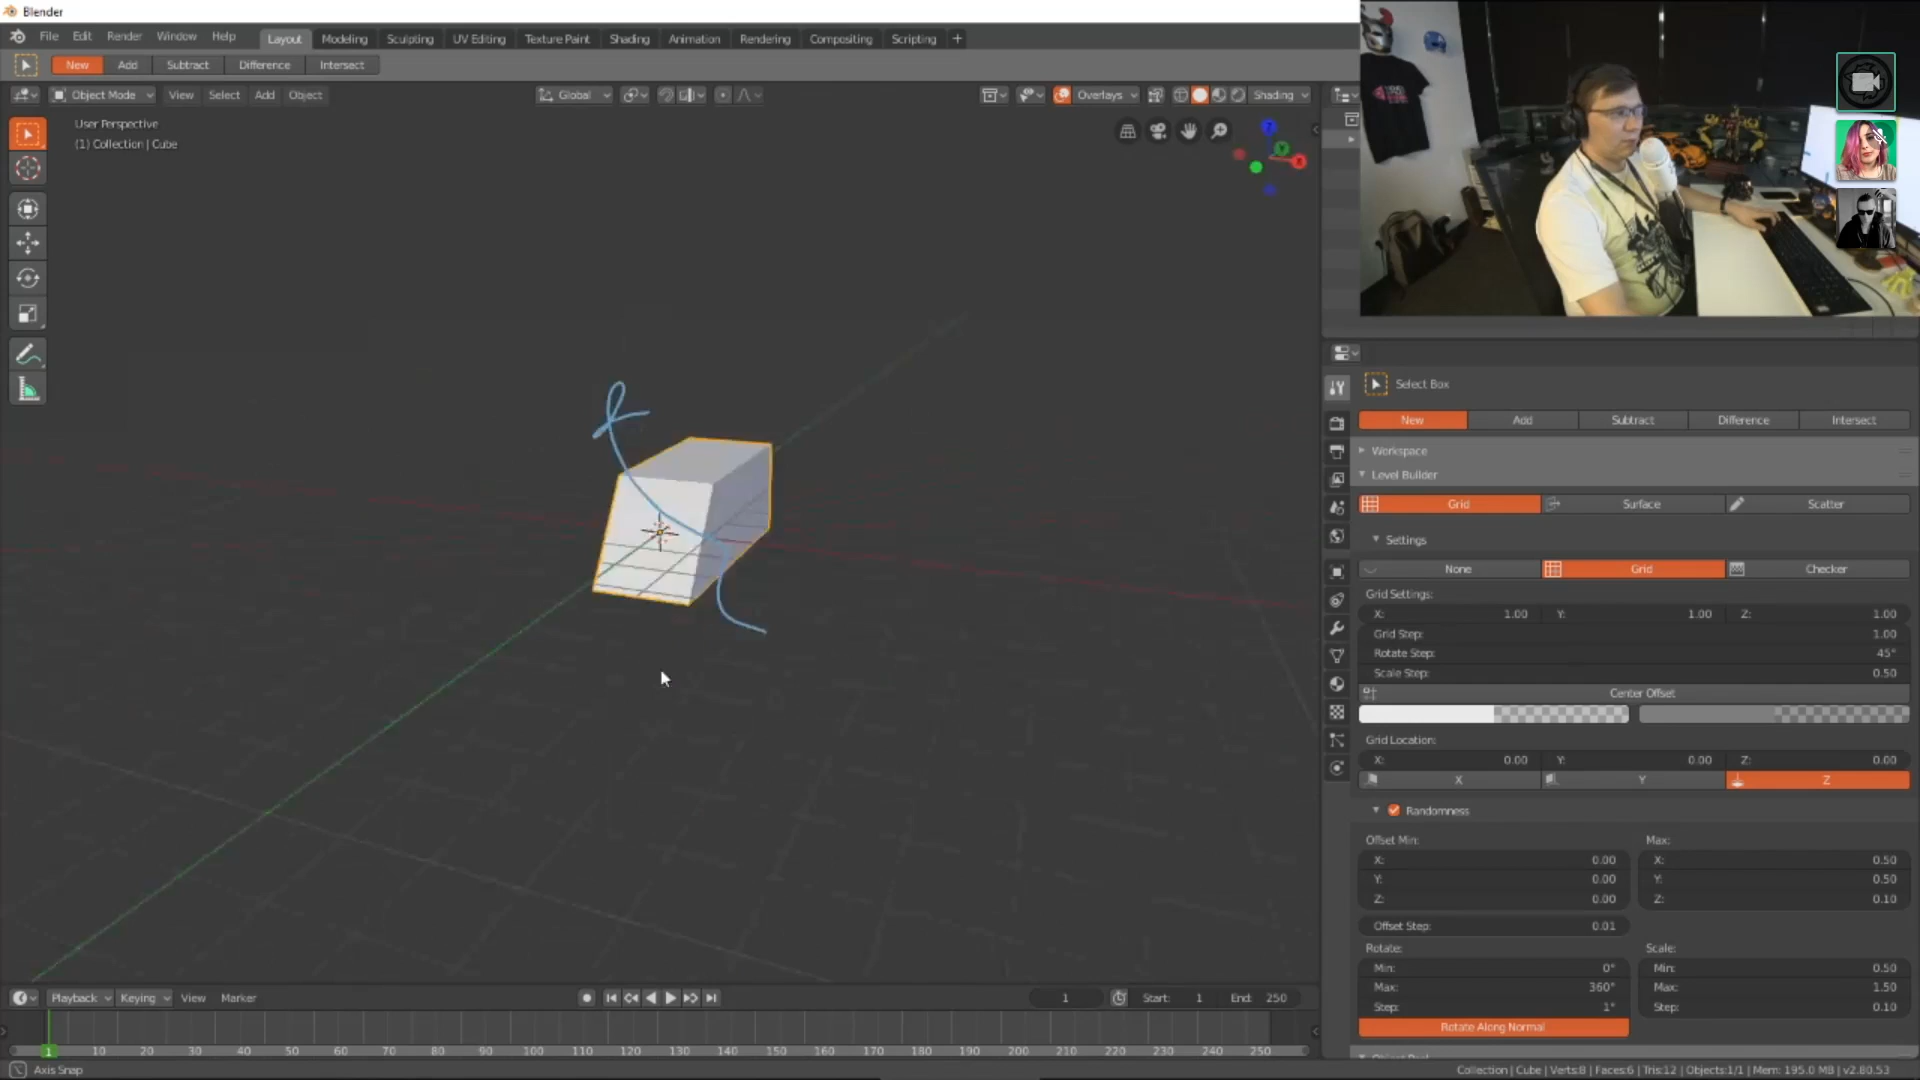 Blender
File Edit Render Window Help Layout Modeling Sculpting UV Editing Texture Paint Shading Animation Rendering Compositing Scripting +
New Add Subtract Difference Intersect
Object Mode View Select Add Object Global Overlays Shading
User Perspective
(1) Collection | Cube
Z
Y
X
Select Box
New Add Subtract Difference Intersect
Workspace
Level Builder
Grid Surface Scatter
Settings
None Grid Checker
Grid Settings:
X: 1.00 Y: 1.00 Z: 1.00
Grid Step: 1.00
Rotate Step: 45°
Scale Step: 0.50
Center Offset
Grid Location:
X: 0.00 Y: 0.00 Z: 0.00
X Y Z
Randomness
Offset Min: Max:
X: 0.00 X: 0.50
Y: 0.00 Y: 0.50
Z: 0.00 Z: 0.10
Offset Step: 0.01
Rotate: Scale:
Min: 0° Min: 0.50
Max: 360° Max: 1.50
Step: 1° Step: 0.10
Rotate Along Normal
Playback Keying View Marker 1 Start: 1 End: 250
1 10 20 30 40 50 60 70 80 90 100 110 120 130 140 150 160 170 180 190 200 210 220 230 240 250
Axis Snap Collection | Cube | Verts:8 | Faces:6 | Tris:12 | Objects:1/1 | Mem: 195.0 MB | v2.80.53